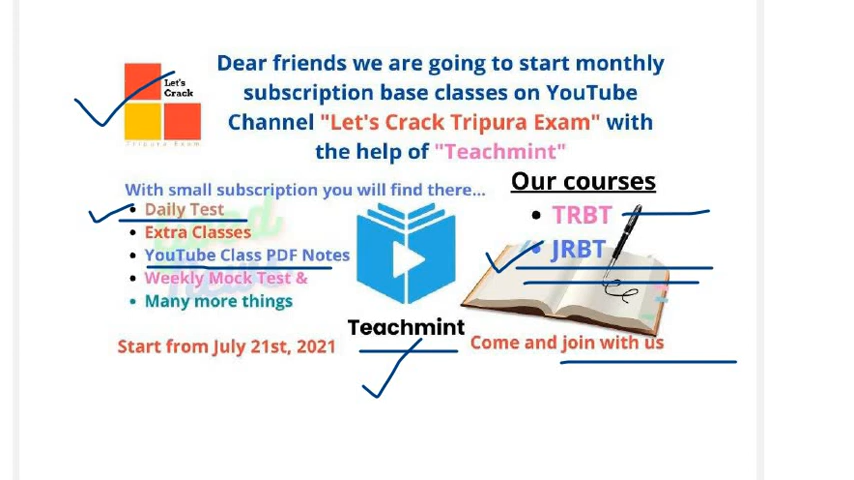 Let's
Crack
Tripura Exam
Dear friends we are going to start monthly
subscription base classes on YouTube
Channel "Let's Crack Tripura Exam" with
the help of "Teachmint"
With small subscription you will find there...
• Daily Test
• Extra Classes
• YouTube Class PDF Notes
• Weekly Mock Test &
• Many more things
Start from July 21st, 2021
Teachmint
Our courses
• TRBT
• JRBT
Come and join with us